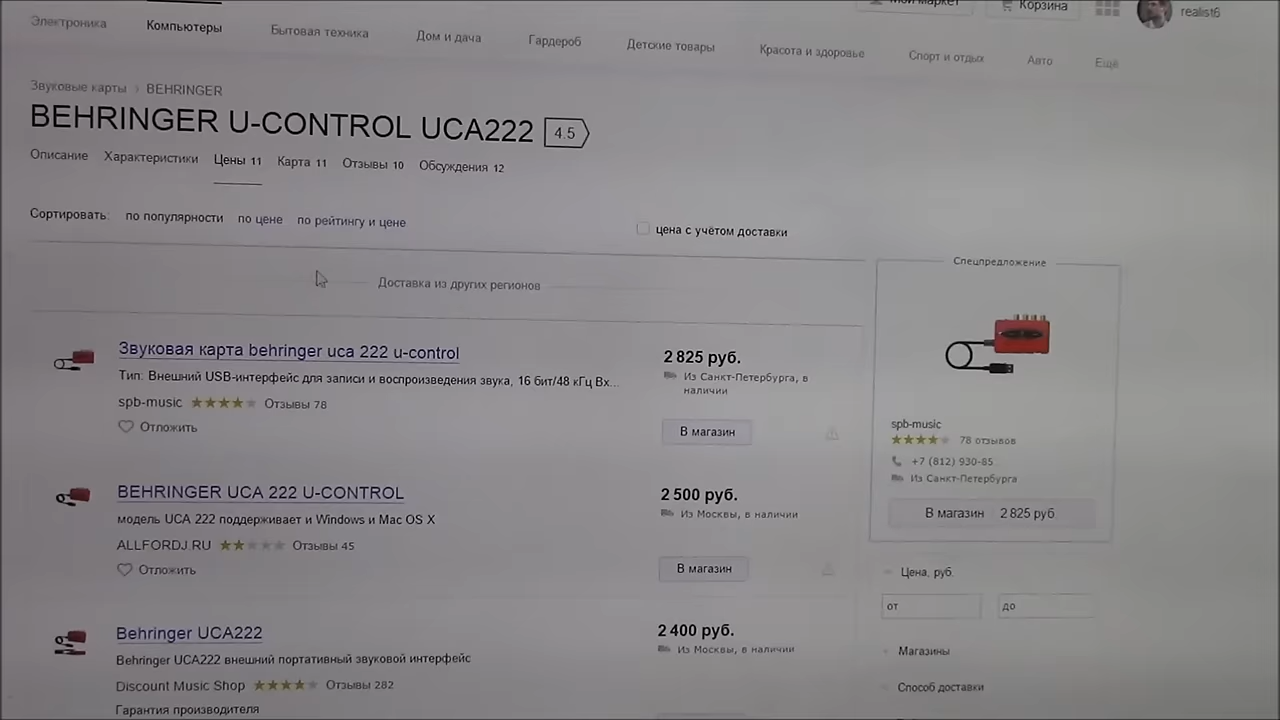 Мой маркет
Корзина
realist6
Электроника
Компьютеры
Бытовая техника
Дом и дача
Гардероб
Детские товары
Красота и здоровье
Спорт и отдых
Авто
Ещё
Звуковые карты › BEHRINGER
BEHRINGER U-CONTROL UCA222 4.5
Описание Характеристики Цены 11 Карта 11 Отзывы 10 Обсуждения 12
Сортировать: по популярности по цене по рейтингу и цене
цена с учётом доставки
Доставка из других регионов
Звуковая карта behringer uca 222 u-control
Тип: Внешний USB-интерфейс для записи и воспроизведения звука, 16 бит/48 кГц Вх...
spb-music Отзывы 78
Отложить
2 825 руб.
Из Санкт-Петербурга, в
наличии
В магазин
BEHRINGER UCA 222 U-CONTROL
модель UCA 222 поддерживает и Windows и Mac OS X
ALLFORDJ.RU Отзывы 45
Отложить
2 500 руб.
Из Москвы, в наличии
В магазин
Behringer UCA222
Behringer UCA222 внешний портативный звуковой интерфейс
Discount Music Shop Отзывы 282
Гарантия производителя
2 400 руб.
Из Москвы, в наличии
Спецпредложение
spb-music
78 отзывов
+7 (812) 930-85
Из Санкт-Петербурга
В магазин 2 825 руб
Цена, руб.
от
до
Магазины
Способ доставки